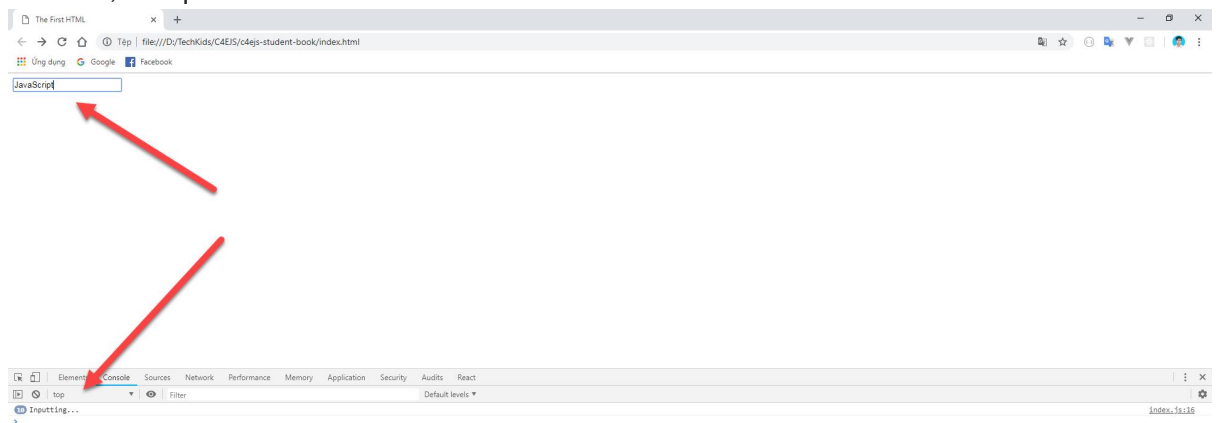 The First HTML
Tệp file:///D:/TechKids/C4EJS/c4ejs-student-book/index.html
Ứng dụng Google Facebook
JavaScript
Elements Console Sources Network Performance Memory Application Security Audits React
top Filter Default levels
10 Inputting... index.js:16